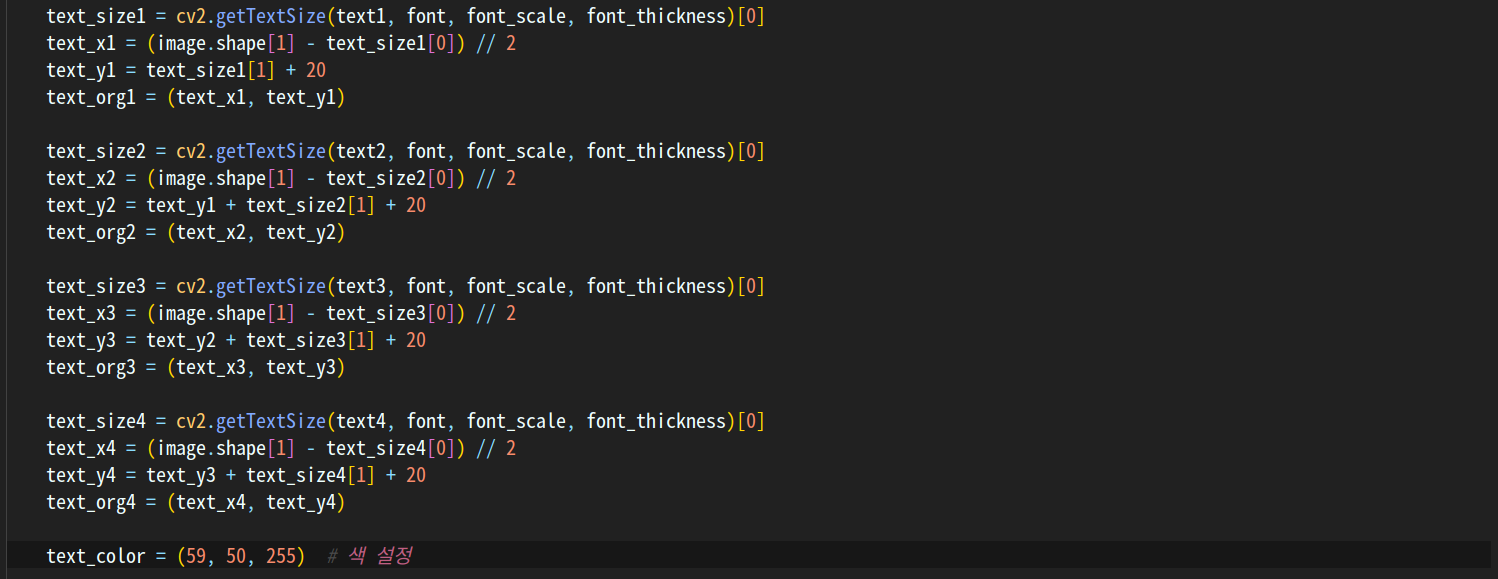 text_size1 = cv2.getTextSize(text1, font, font_scale, font_thickness)[0]
text_x1 = (image.shape[1] - text_size1[0]) // 2
text_y1 = text_size1[1] + 20
text_org1 = (text_x1, text_y1)
text_size2 = cv2.getTextSize(text2, font, font_scale, font_thickness)[0]
text_x2 = (image.shape[1] - text_size2[0]) // 2
text_y2 = text_y1 + text_size2[1] + 20
text_org2 = (text_x2, text_y2)
text_size3 = cv2.getTextSize(text3, font, font_scale, font_thickness)[0]
text_x3 = (image.shape[1] - text_size3[0]) // 2
text_y3 = text_y2 + text_size3[1] + 20
text_org3 = (text_x3, text_y3)
text_size4 = cv2.getTextSize(text4, font, font_scale, font_thickness)[0]
text_x4 = (image.shape[1] - text_size4[0]) // 2
text_y4 = text_y3 + text_size4[1] + 20
text_org4 = (text_x4, text_y4)
text_color = (59, 50, 255)  # 색 설정